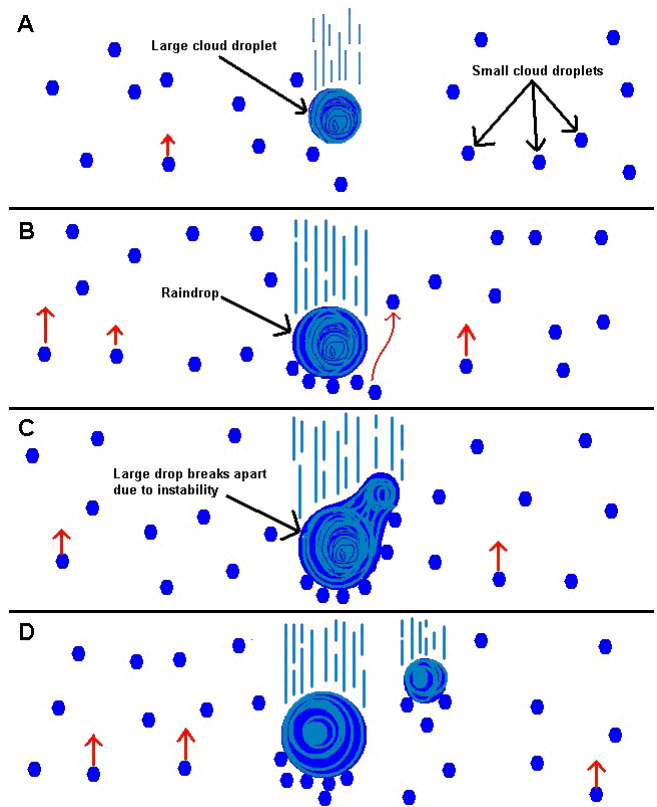 A
Large cloud droplet
Small cloud droplets
B
Raindrop
C
Large drop breaks apart
due to instability
D